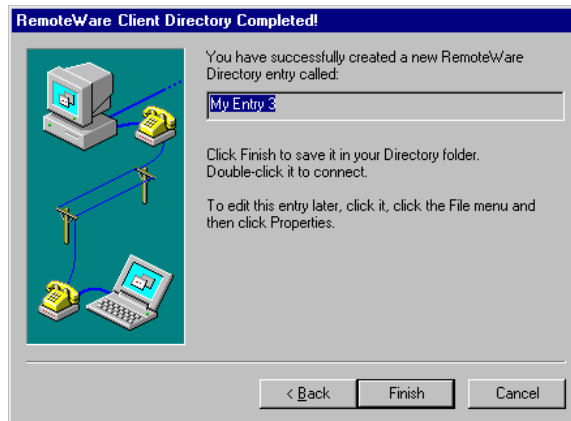 RemoteWare Client Directory Completed!
You have successfully created a new RemoteWare
Directory entry called:
My Entry 3
Click Finish to save it in your Directory folder.
Double-click it to connect.
To edit this entry later, click it, click the File menu and
then click Properties.
< Back Finish Cancel